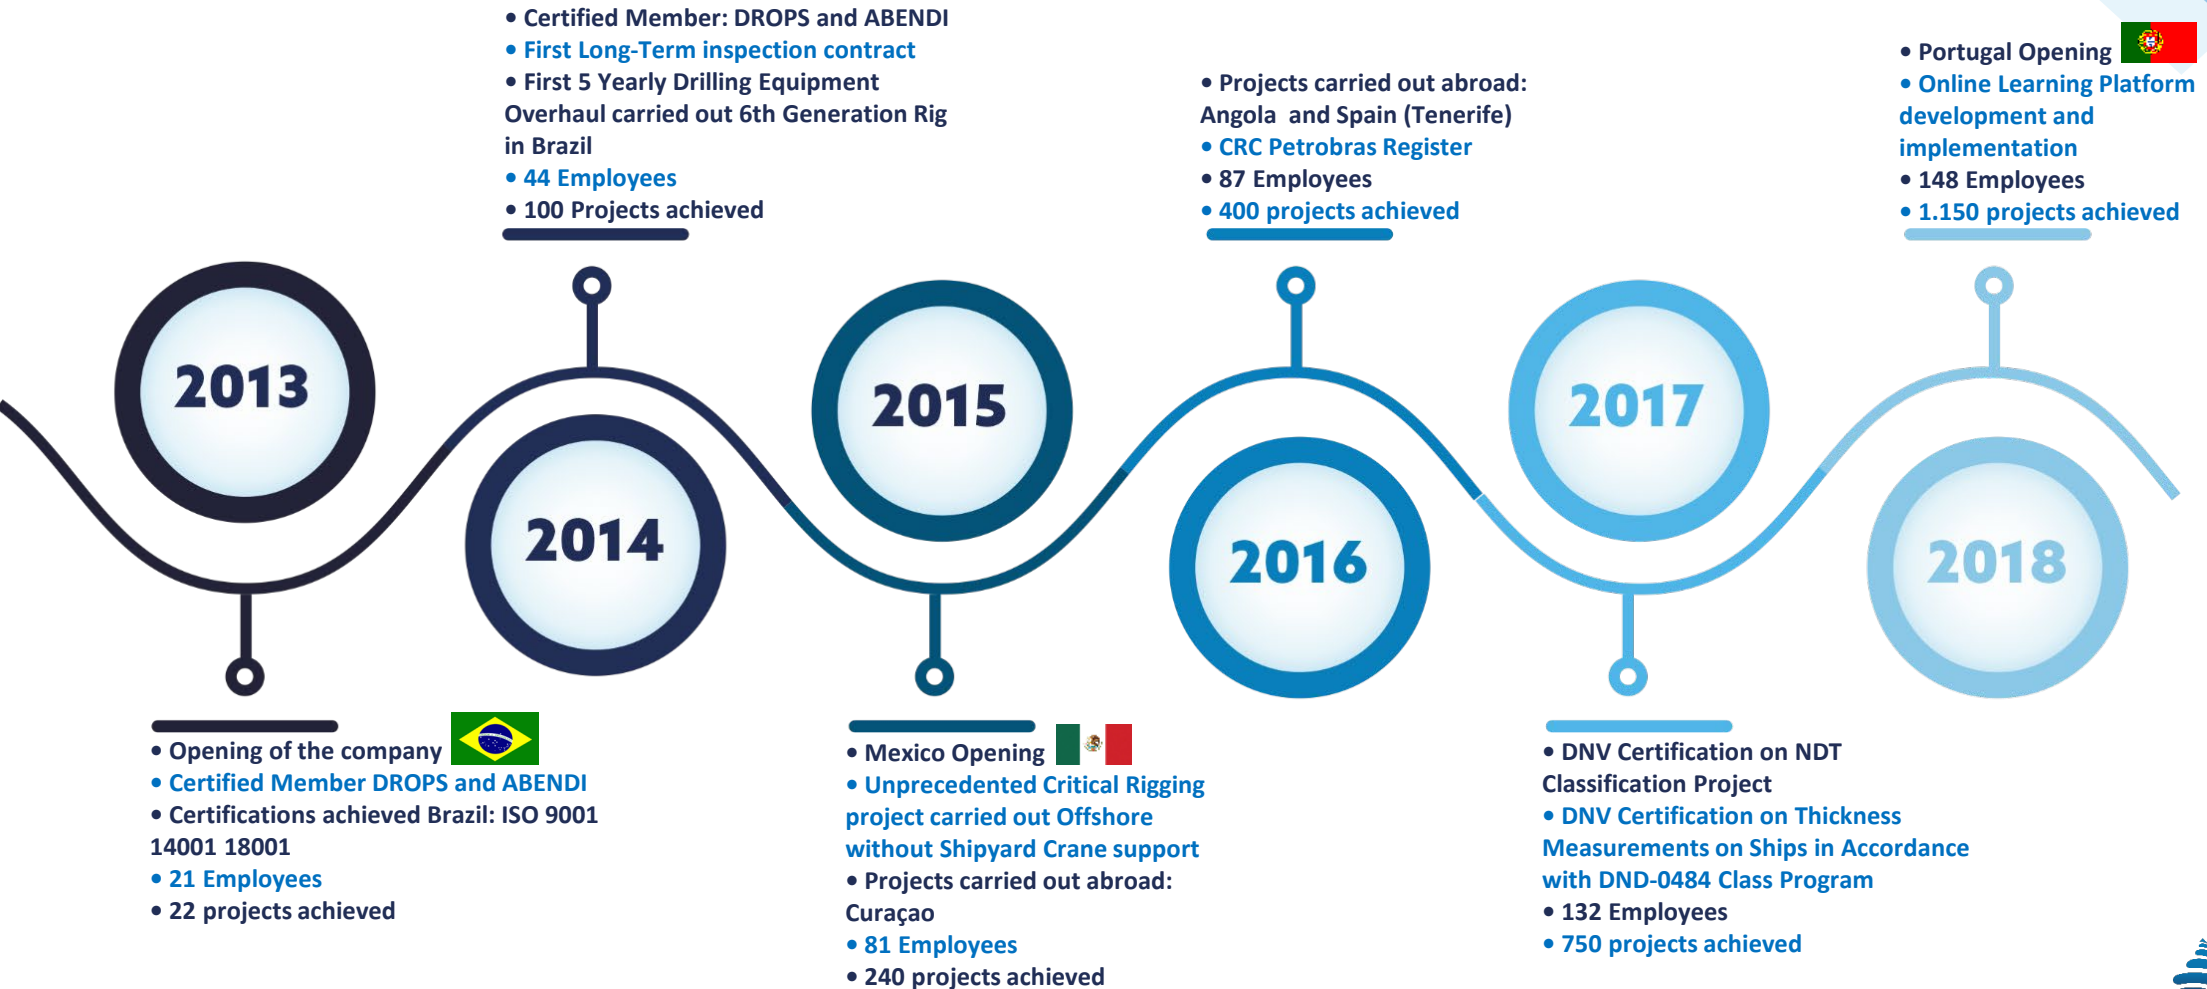 2013
• Opening of the company
• Certified Member DROPS and ABENDI
• Certifications achieved Brazil: ISO 9001
14001 18001
• 21 Employees
• 22 projects achieved
• Certified Member: DROPS and ABENDI
• First Long-Term inspection contract
• First 5 Yearly Drilling Equipment
Overhaul carried out 6th Generation Rig
in Brazil
• 44 Employees
• 100 Projects achieved
2014
2015
• Mexico Opening
• Unprecedented Critical Rigging
project carried out Offshore
without Shipyard Crane support
• Projects carried out abroad:
Curaçao
• 81 Employees
• 240 projects achieved
• Projects carried out abroad:
Angola and Spain (Tenerife)
• CRC Petrobras Register
• 87 Employees
• 400 projects achieved
2016
2017
• DNV Certification on NDT
Classification Project
• DNV Certification on Thickness
Measurements on Ships in Accordance
with DND-0484 Class Program
• 132 Employees
• 750 projects achieved
• Portugal Opening
• Online Learning Platform
development and
implementation
• 148 Employees
• 1.150 projects achieved
2018